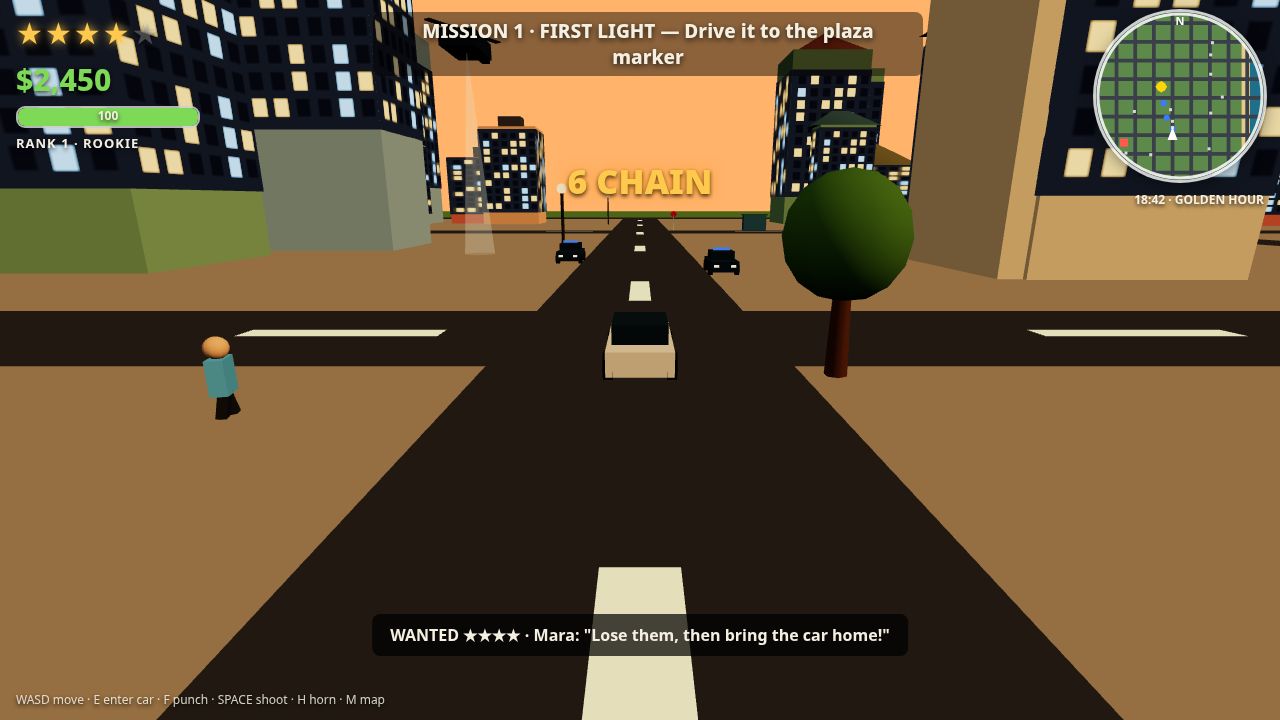 ★★★★★
$2,450
100
RANK 1 · ROOKIE
MISSION 1 · FIRST LIGHT — Drive it to the plaza
marker
N
18:42 · GOLDEN HOUR
6 CHAIN
WANTED ★★★★ · Mara: "Lose them, then bring the car home!"
WASD move · E enter car · F punch · SPACE shoot · H horn · M map